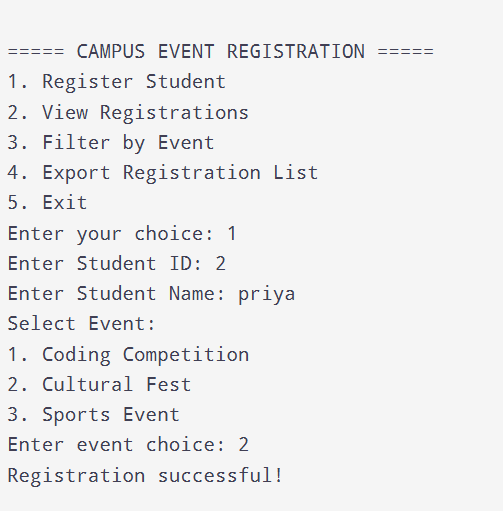 ===== CAMPUS EVENT REGISTRATION =====
1. Register Student
2. View Registrations
3. Filter by Event
4. Export Registration List
5. Exit
Enter your choice: 1
Enter Student ID: 2
Enter Student Name: priya
Select Event:
1. Coding Competition
2. Cultural Fest
3. Sports Event
Enter event choice: 2
Registration successful!